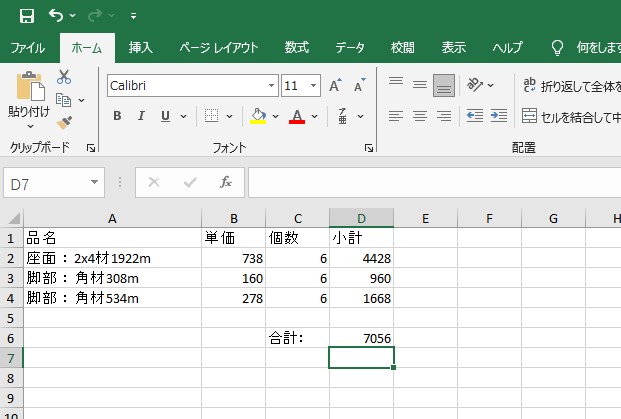 ファイル ホーム 挿入 ページ レイアウト 数式 データ 校閲 表示 ヘルプ 何をします
貼り付け
Calibri 11 A A
B I U A ア亜
ab 折り返して全体を
セルを結合して中
クリップボード フォント 配置
D7 fx
A B C D E F G H
1 品名 単価 個数 小計
2 座面：2x4材1922m 738 6 4428
3 脚部：角材308m 160 6 960
4 脚部：角材534m 278 6 1668
5
6 合計： 7056
7
8
9
10